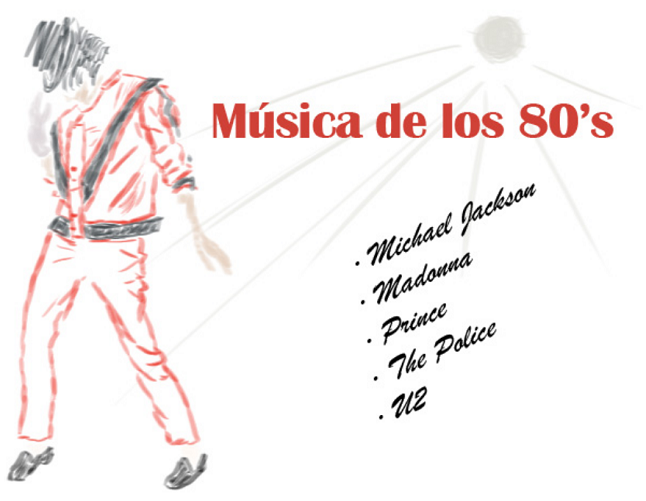 Música de los 80’s
. Michael Jackson
. Madonna
. Prince
. The Police
. U2